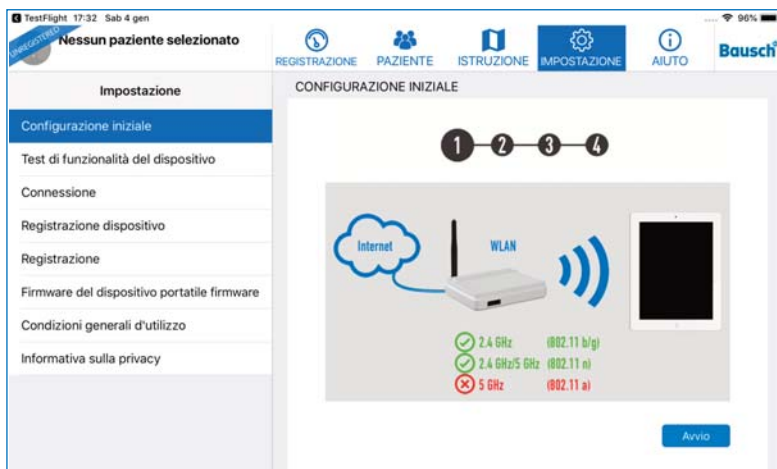 TestFlight 17:32 Sab 4 gen 96%
UNREGISTERED
Nessun paziente selezionato
REGISTRAZIONE PAZIENTE ISTRUZIONE IMPOSTAZIONE AIUTO
Bausch
Impostazione
CONFIGURAZIONE INIZIALE
Configurazione iniziale
Test di funzionalità del dispositivo
Connessione
Registrazione dispositivo
Registrazione
Firmware del dispositivo portatile firmware
Condizioni generali d'utilizzo
Informativa sulla privacy
1 2 3 4
Internet WLAN
2.4 GHz (802.11 b/g)
2.4 GHz/5 GHz (802.11 n)
5 GHz (802.11 a)
Avvio